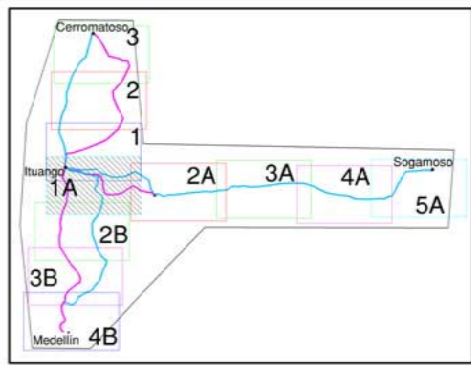 Cerromatoso
3
2
1
Ituango
1A
2A
3A
4A
Sogamoso
5A
2B
3B
Medellín
4B